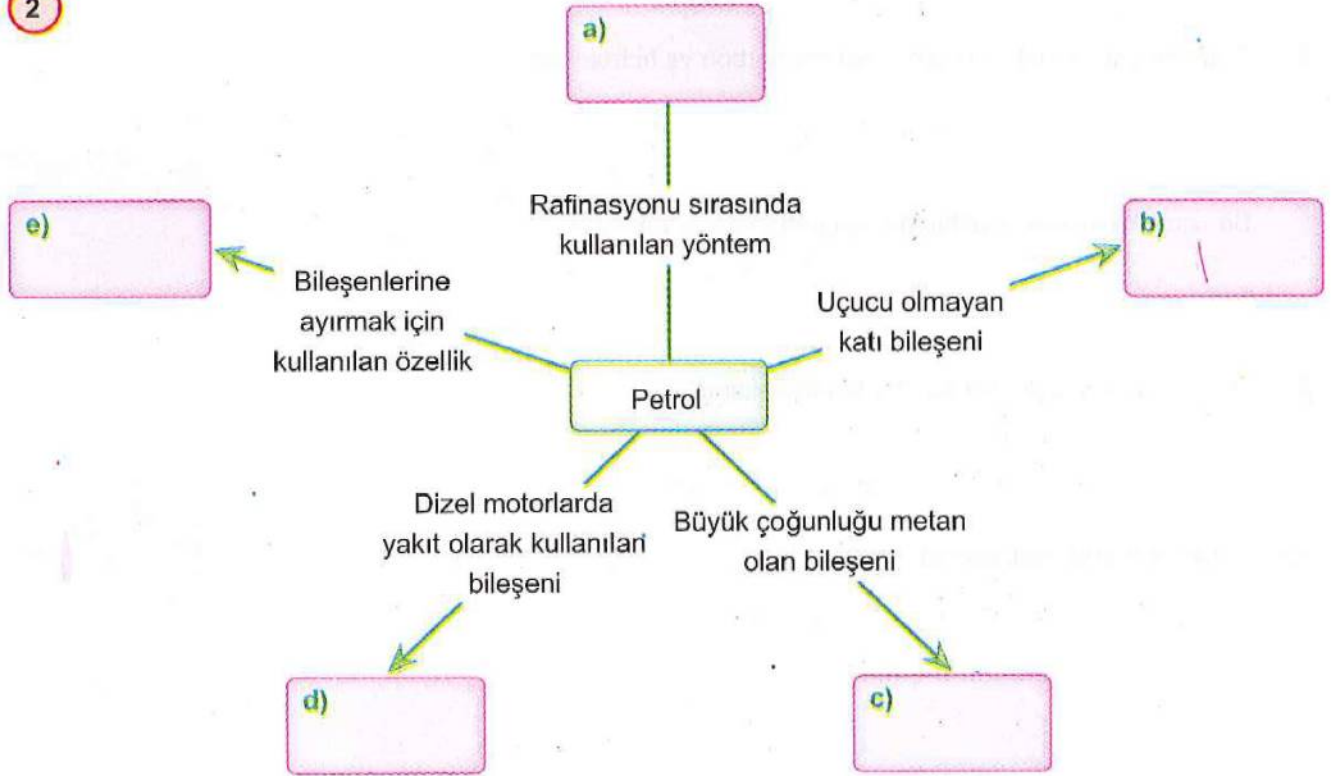 2
a)
Rafinasyonu sırasında
kullanılan yöntem
e)
b)
Bileşenlerine
ayırmak için
kullanılan özellik
Uçucu olmayan
katı bileşeni
Petrol
Dizel motorlarda
yakıt olarak kullanılan
bileşeni
Büyük çoğunluğu metan
olan bileşeni
d)
c)